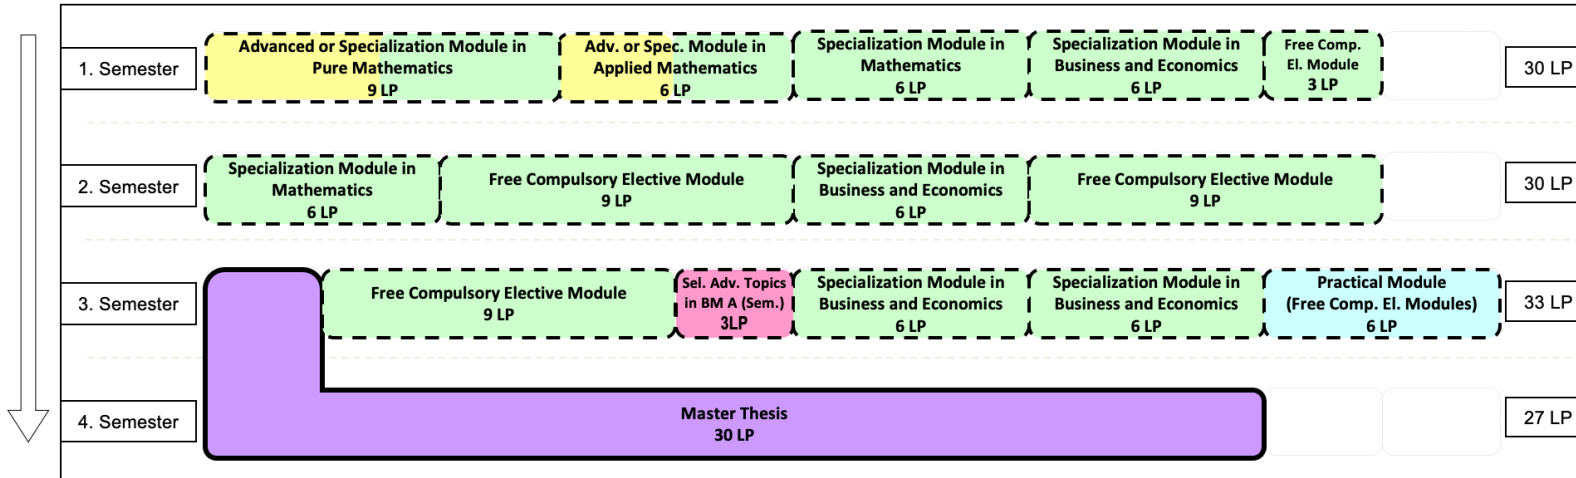 1. Semester
Advanced or Specialization Module in
Pure Mathematics
9 LP
Adv. or Spec. Module in
Applied Mathematics
6 LP
Specialization Module in
Mathematics
6 LP
Specialization Module in
Business and Economics
6 LP
Free Comp.
El. Module
3 LP
30 LP
2. Semester
Specialization Module in
Mathematics
6 LP
Free Compulsory Elective Module
9 LP
Specialization Module in
Business and Economics
6 LP
Free Compulsory Elective Module
9 LP
30 LP
3. Semester
Free Compulsory Elective Module
9 LP
Sel. Adv. Topics
in BM A (Sem.)
3LP
Specialization Module in
Business and Economics
6 LP
Specialization Module in
Business and Economics
6 LP
Practical Module
(Free Comp. El. Modules)
6 LP
33 LP
4. Semester
Master Thesis
30 LP
27 LP